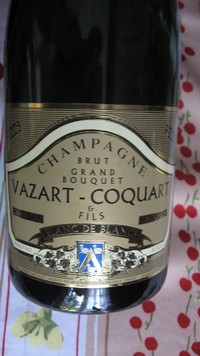 CHAMPAGNE
BRUT
GRAND
BOUQUET
VAZART-COQUART
& FILS
BLANC DE BLANCS